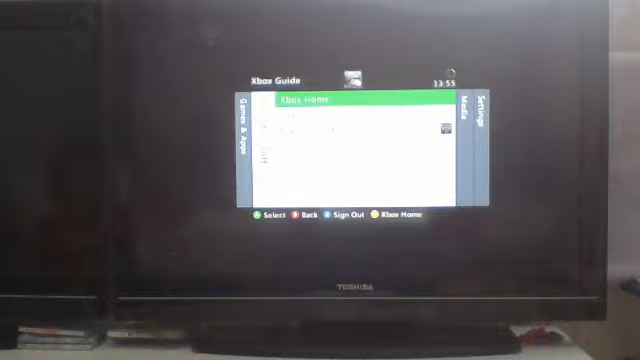 Xbox Guide
13:55
Games & Apps
Xbox Home
Media
Settings
A Select B Back X Sign Out Y Xbox Home
TOSHIBA